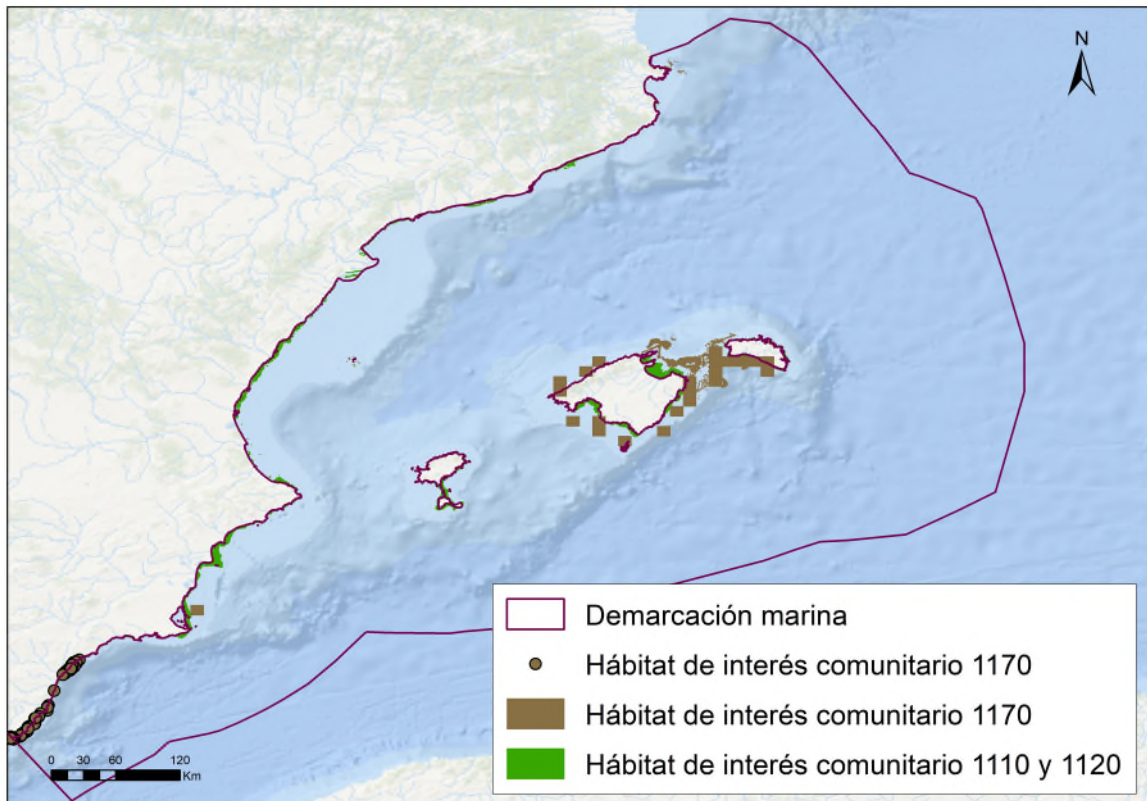 N
Demarcación marina
Hábitat de interés comunitario 1170
Hábitat de interés comunitario 1170
Hábitat de interés comunitario 1110 y 1120
0 30 60 120
Km